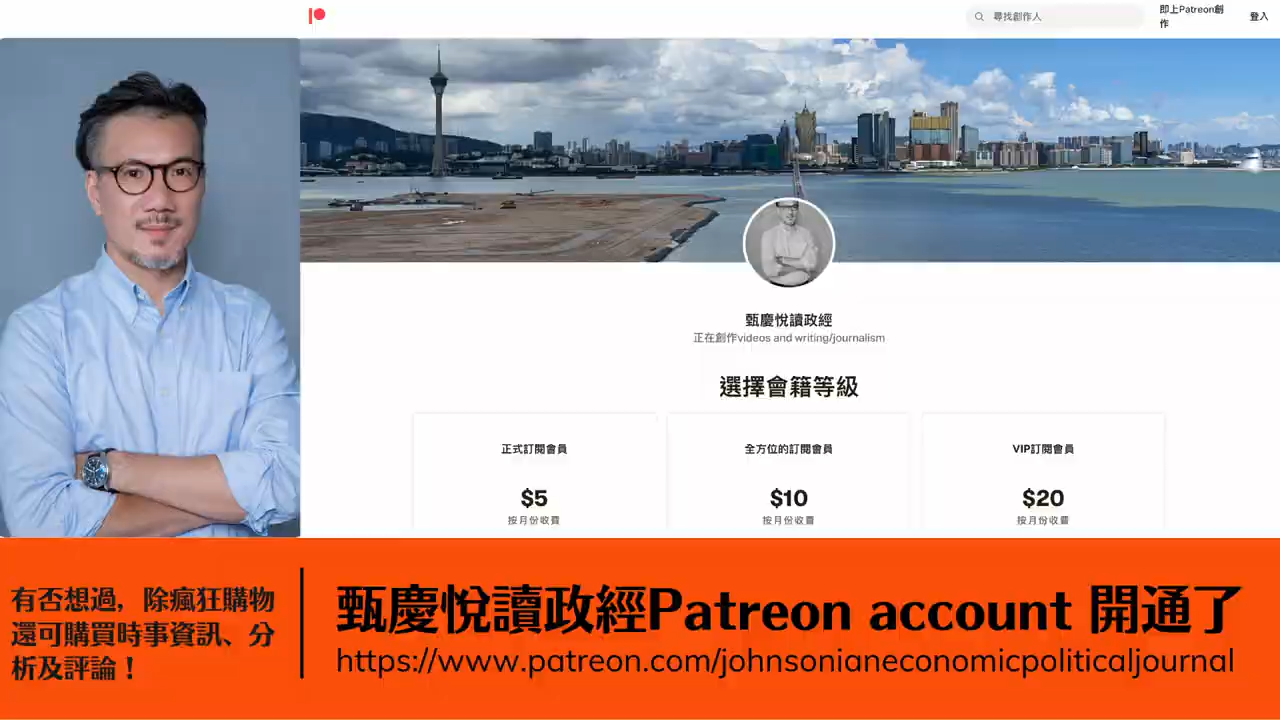 尋找創作人
即上Patreon創
作
登入
甄慶悅讀政經
正在創作videos and writing/journalism
選擇會籍等級
正式訂閱會員
$5
按月份收費
全方位的訂閱會員
$10
按月份收費
VIP訂閱會員
$20
按月份收費
有否想過，除瘋狂購物
還可購買時事資訊、分
析及評論！
甄慶悅讀政經Patreon account 開通了
https://www.patreon.com/johnsonianeconomicpoliticaljournal